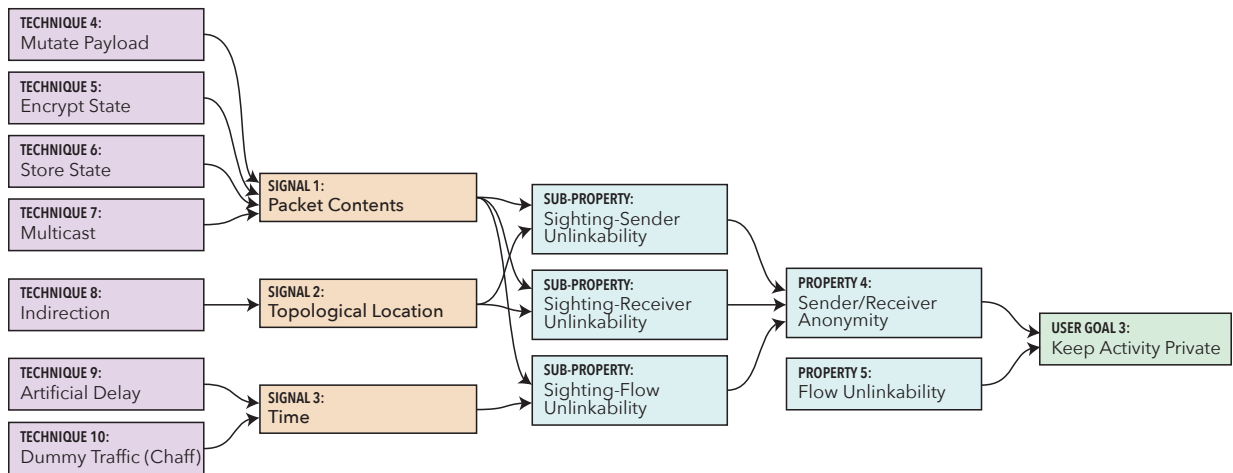 TECHNIQUE 4:
Mutate Payload
TECHNIQUE 5:
Encrypt State
TECHNIQUE 6:
Store State
TECHNIQUE 7:
Multicast
TECHNIQUE 8:
Indirection
TECHNIQUE 9:
Artificial Delay
TECHNIQUE 10:
Dummy Traffic (Chaff)
SIGNAL 1:
Packet Contents
SIGNAL 2:
Topological Location
SIGNAL 3:
Time
SUB-PROPERTY:
Sighting-Sender
Unlinkability
SUB-PROPERTY:
Sighting-Receiver
Unlinkability
SUB-PROPERTY:
Sighting-Flow
Unlinkability
PROPERTY 4:
Sender/Receiver
Anonymity
PROPERTY 5:
Flow Unlinkability
USER GOAL 3:
Keep Activity Private